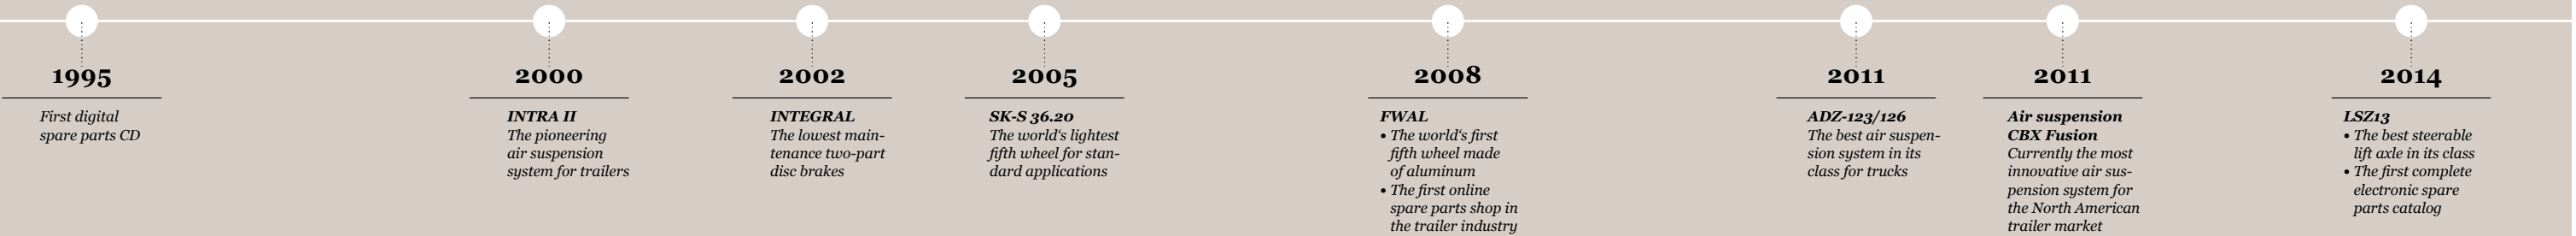 1995
First digital
spare parts CD
2000
INTRA II
The pioneering
air suspension
system for trailers
2002
INTEGRAL
The lowest main-
tenance two-part
disc brakes
2005
SK-S 36.20
The world‘s lightest
fifth wheel for stan-
dard applications
2008
FWAL
• The world‘s first
fifth wheel made
of aluminum
• The first online
spare parts shop in
the trailer industry
2011
ADZ-123/126
The best air suspen-
sion system in its
class for trucks
2011
Air suspension
CBX Fusion
Currently the most
innovative air sus-
pension system for
the North American
trailer market
2014
LSZ13
• The best steerable
lift axle in its class
• The first complete
electronic spare
parts catalog